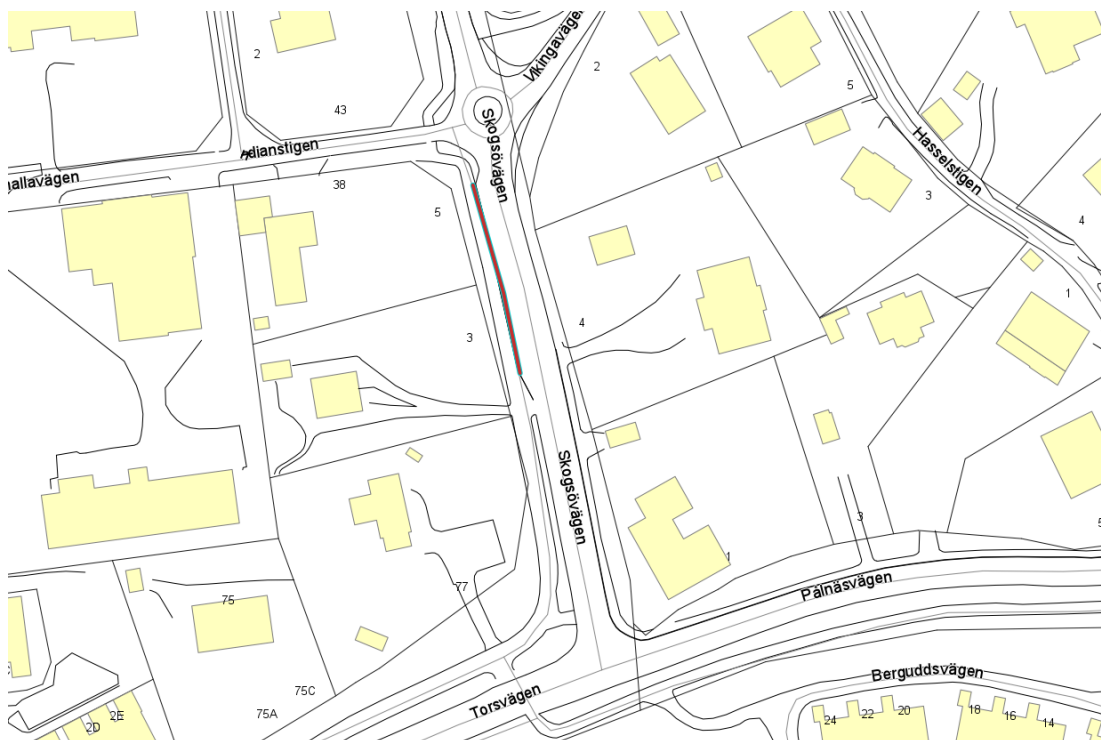 Vikingavägen
2
2
5
43
Skogsövägen
Hasselstigen
dianstigen
allavägen
38
5
3
4
4
3
1
Skogsövägen
3
1
5
Pålnäsvägen
77
75
75C
75A
Torsvägen
Berguddsvägen
2E
2D
24
22
20
18
16
14